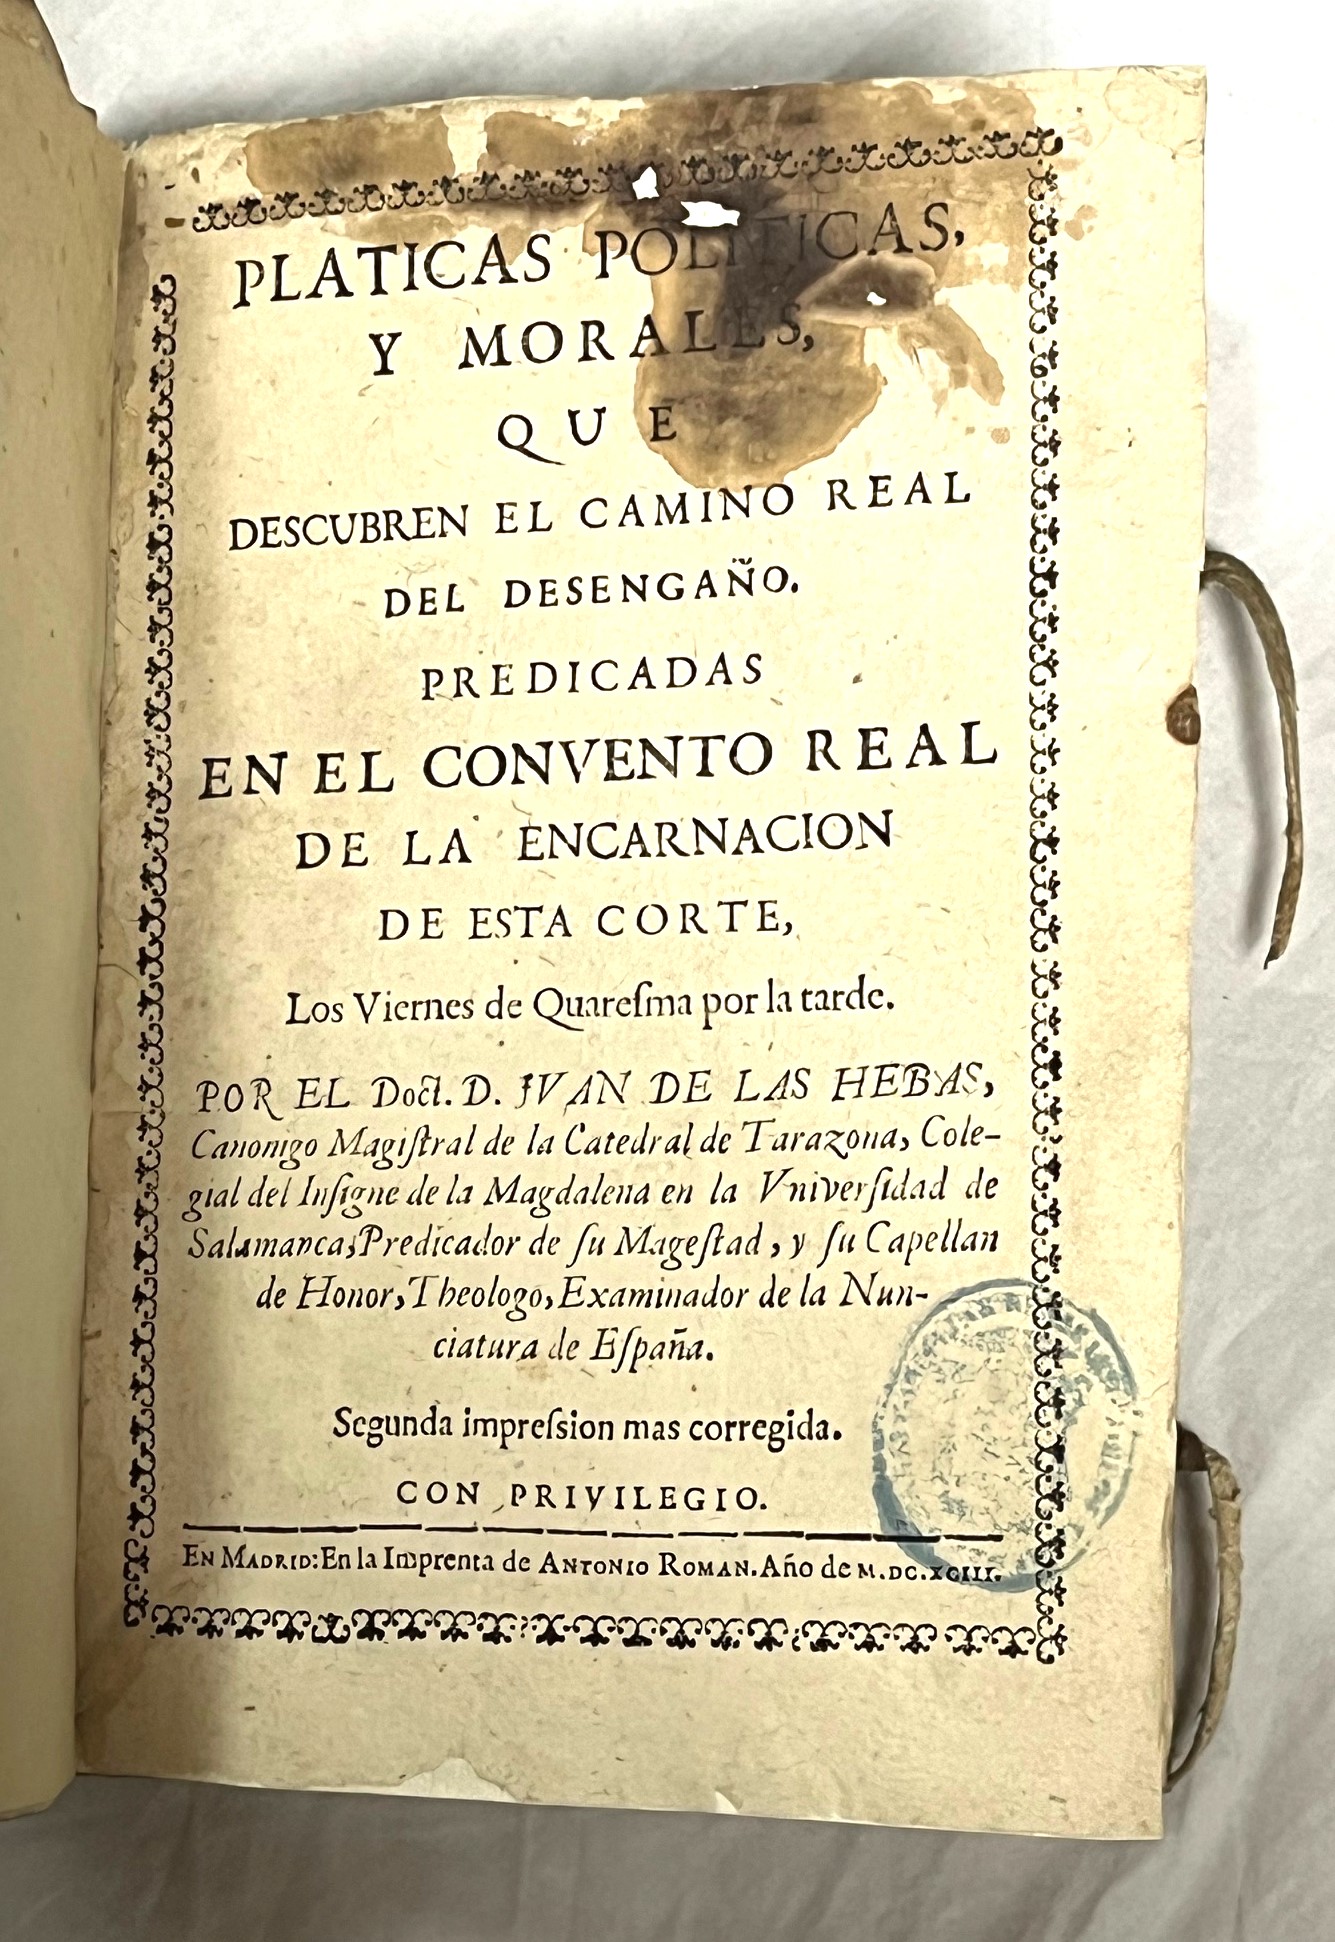 PLATICAS POLITICAS,
Y MORALES,
QUE
DESCUBREN EL CAMINO REAL
DEL DESENGAÑO.
PREDICADAS
EN EL CONVENTO REAL
DE LA ENCARNACION
DE ESTA CORTE,
Los Viernes de Quareſma por la tarde.
POR EL Doct. D. IVAN DE LAS HEBAS,
Canonigo Magiſtral de la Catedral de Tarazona, Cole-
gial del Inſigne de la Magdalena en la Vniverſidad de
Salamanca, Predicador de ſu Mageſtad, y ſu Capellan
de Honor, Theologo, Examinador de la Nun-
ciatura de Eſpaña.
Segunda impreſsion mas corregida.
CON PRIVILEGIO.
EN MADRID: En la Imprenta de ANTONIO ROMAN. Año de M.DC.XCIII.